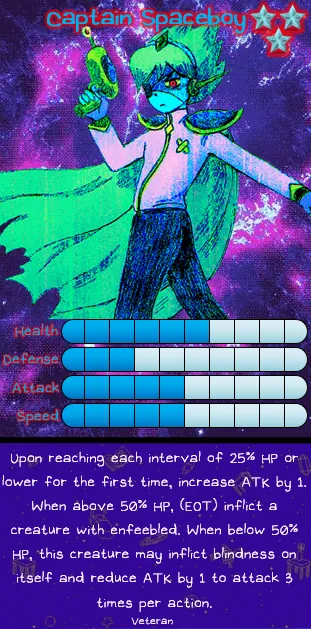 Captain Spaceboy
Health
Defense
Attack
Speed
Upon reaching each interval of 25% HP or
lower for the first time, increase ATK by 1.
When above 50% HP, (EOT) inflict a
creature with enfeebled. When below 50%
HP, this creature may inflict blindness on
itself and reduce ATK by 1 to attack 3
times per action.
Veteran